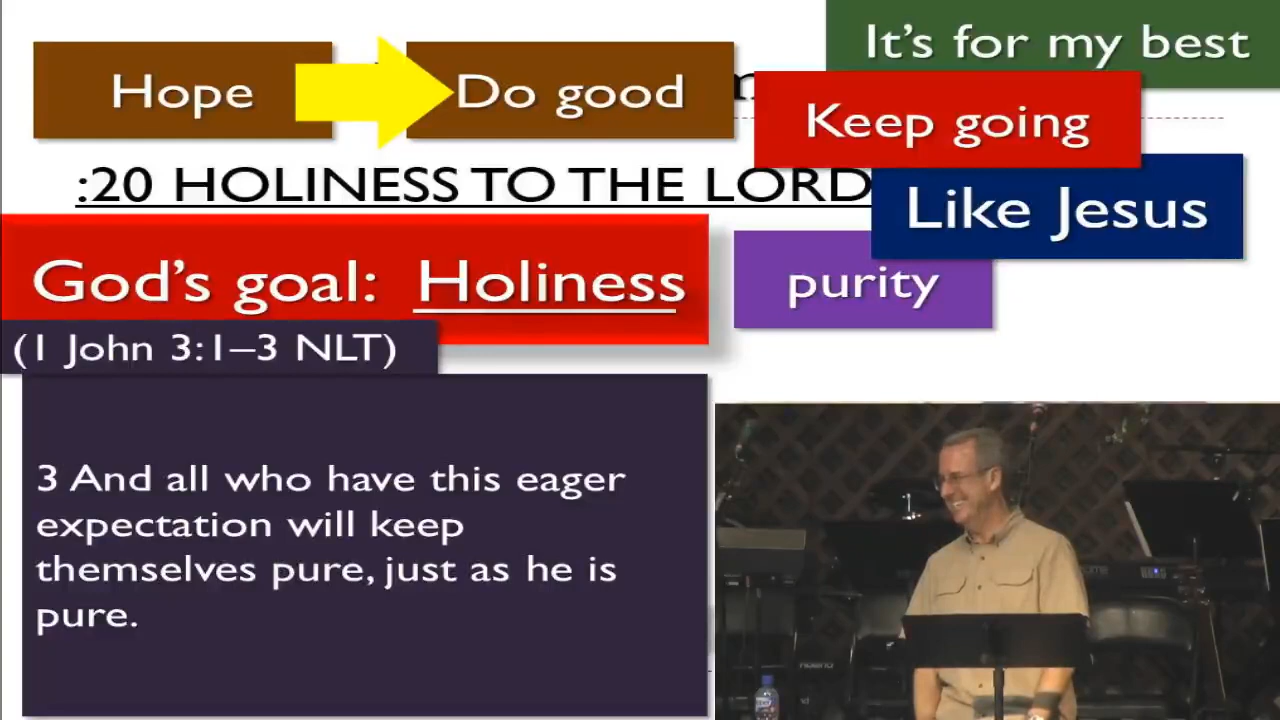 It's for my best
Hope
Do good
Keep going
:20 HOLINESS TO THE LORD
Like Jesus
God's goal: Holiness
purity
(1 John 3:1–3 NLT)
3 And all who have this eager
expectation will keep
themselves pure, just as he is
pure.